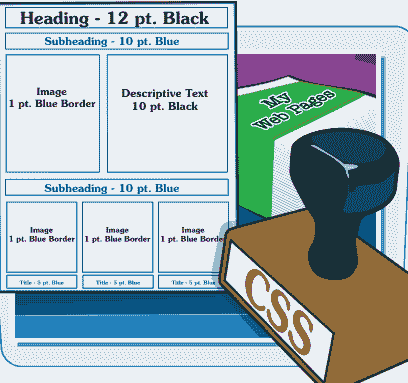 Heading - 12 pt. Black
Subheading - 10 pt. Blue
Image
1 pt. Blue Border
Descriptive Text
10 pt. Black
Subheading - 10 pt. Blue
Image
1 pt. Blue Border
Image
1 pt. Blue Border
Image
1 pt. Blue Border
Title - 5 pt. Blue
Title - 5 pt. Blue
Title - 5 pt. Blue
My
Web Pages
CSS